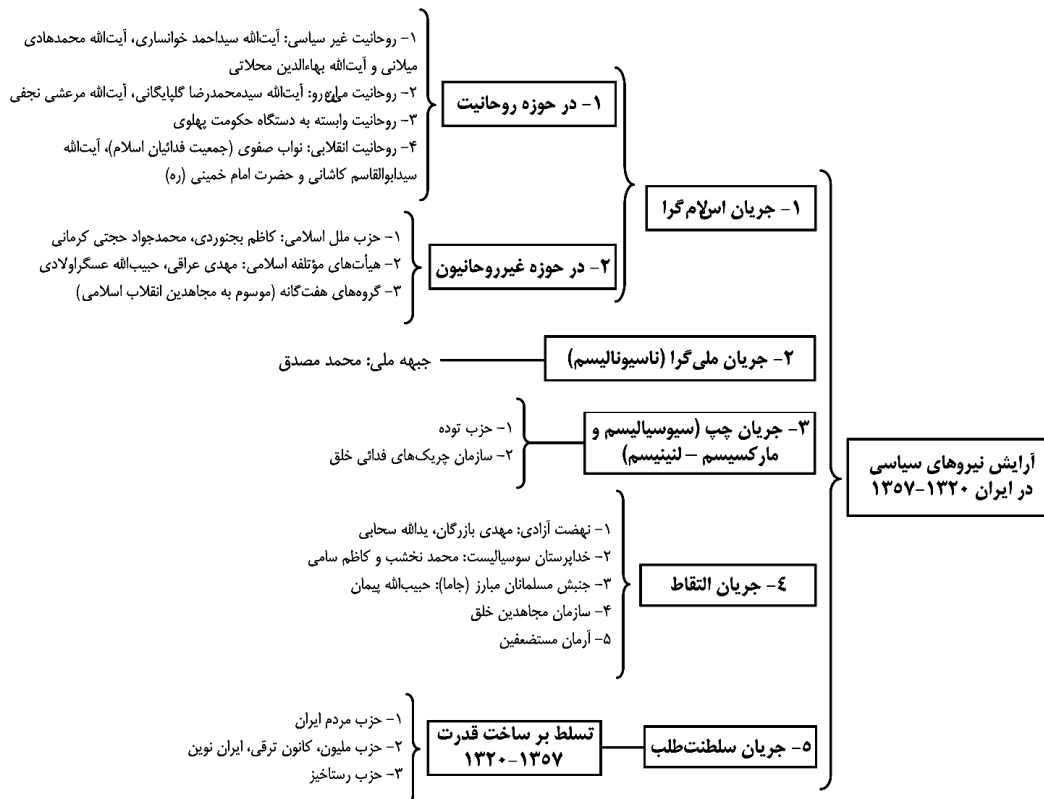 آرایش نیروهای سیاسی
در ایران ۱۳۲۰-۱۳۵۷
۱- جریان اسلام‌گرا
۱- در حوزه روحانیت
۱- روحانیت غیر سیاسی: آیت‌الله سیداحمد خوانساری، آیت‌الله محمدهادی
میلانی و آیت‌الله بهاءالدین محلاتی
۲- روحانیت میانه‌رو: آیت‌الله سیدمحمدرضا گلپایگانی، آیت‌الله مرعشی نجفی
۳- روحانیت وابسته به دستگاه حکومت پهلوی
۴- روحانیت انقلابی: نواب صفوی (جمعیت فدائیان اسلام)، آیت‌الله
سیدابوالقاسم کاشانی و حضرت امام خمینی (ره)
۲- در حوزه غیرروحانیون
۱- حزب ملل اسلامی: کاظم بجنوردی، محمدجواد حجتی کرمانی
۲- هیأت‌های مؤتلفه اسلامی: مهدی عراقی، حبیب‌الله عسگراولادی
۳- گروه‌های هفت‌گانه (موسوم به مجاهدین انقلاب اسلامی)
۲- جریان ملی‌گرا (ناسیونالیسم)
جبهه ملی: محمد مصدق
۳- جریان چپ (سیوسیالیسم و
مارکسیسم – لنینیسم)
۱- حزب توده
۲- سازمان چریک‌های فدائی خلق
۴- جریان التقاط
۱- نهضت آزادی: مهدی بازرگان، یدالله سحابی
۲- خداپرستان سوسیالیست: محمد نخشب و کاظم سامی
۳- جنبش مسلمانان مبارز (جاما): حبیب‌الله پیمان
۴- سازمان مجاهدین خلق
۵- آرمان مستضعفین
۵- جریان سلطنت‌طلب
تسلط بر ساخت قدرت
۱۳۲۰-۱۳۵۷
۱- حزب مردم ایران
۲- حزب ملیون، کانون ترقی، ایران نوین
۳- حزب رستاخیز